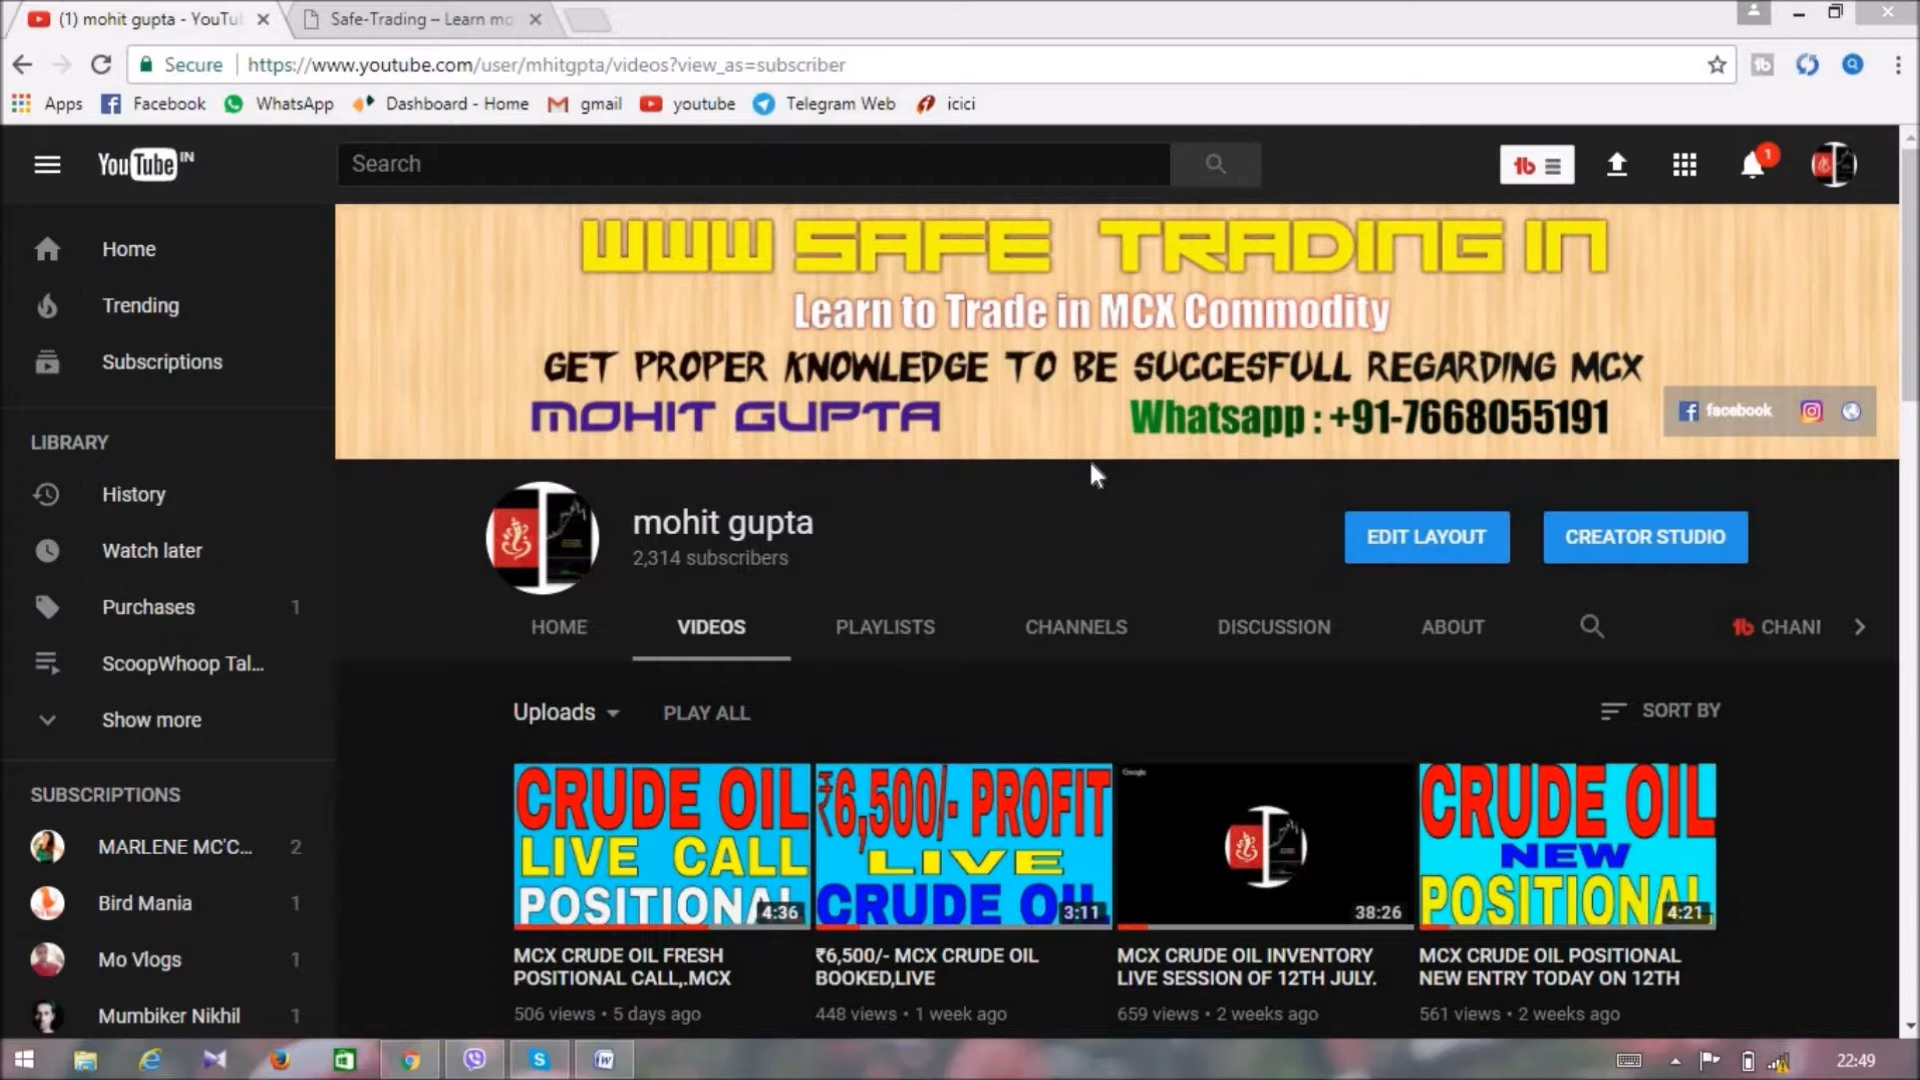 (1) mohit gupta - YouTu
Safe-Trading – Learn mo
Secure
https://www.youtube.com/user/mhitgpta/videos?view_as=subscriber
Apps Facebook WhatsApp Dashboard - Home gmail youtube Telegram Web icici
YouTube IN
Search
1
WWW SAFE TRADING IN
Learn to Trade in MCX Commodity
GET PROPER KNOWLEDGE TO BE SUCCESFULL REGARDING MCX
MOHIT GUPTA
Whatsapp : +91-7668055191
facebook
Home
Trending
Subscriptions
LIBRARY
History
Watch later
Purchases 1
ScoopWhoop Tal...
Show more
SUBSCRIPTIONS
MARLENE MC'C... 2
Bird Mania 1
Mo Vlogs 1
Mumbiker Nikhil 1
mohit gupta
2,314 subscribers
EDIT LAYOUT
CREATOR STUDIO
HOME VIDEOS PLAYLISTS CHANNELS DISCUSSION ABOUT CHANI
Uploads PLAY ALL
SORT BY
CRUDE OIL
LIVE CALL
POSITIONAL
4:36
MCX CRUDE OIL FRESH
POSITIONAL CALL,.MCX
506 views • 5 days ago
₹6,500/- PROFIT
LIVE
CRUDE OIL
3:11
₹6,500/- MCX CRUDE OIL
BOOKED,LIVE
448 views • 1 week ago
Google
38:26
MCX CRUDE OIL INVENTORY
LIVE SESSION OF 12TH JULY.
659 views • 2 weeks ago
CRUDE OIL
NEW
POSITIONAL
4:21
MCX CRUDE OIL POSITIONAL
NEW ENTRY TODAY ON 12TH
561 views • 2 weeks ago
22:49